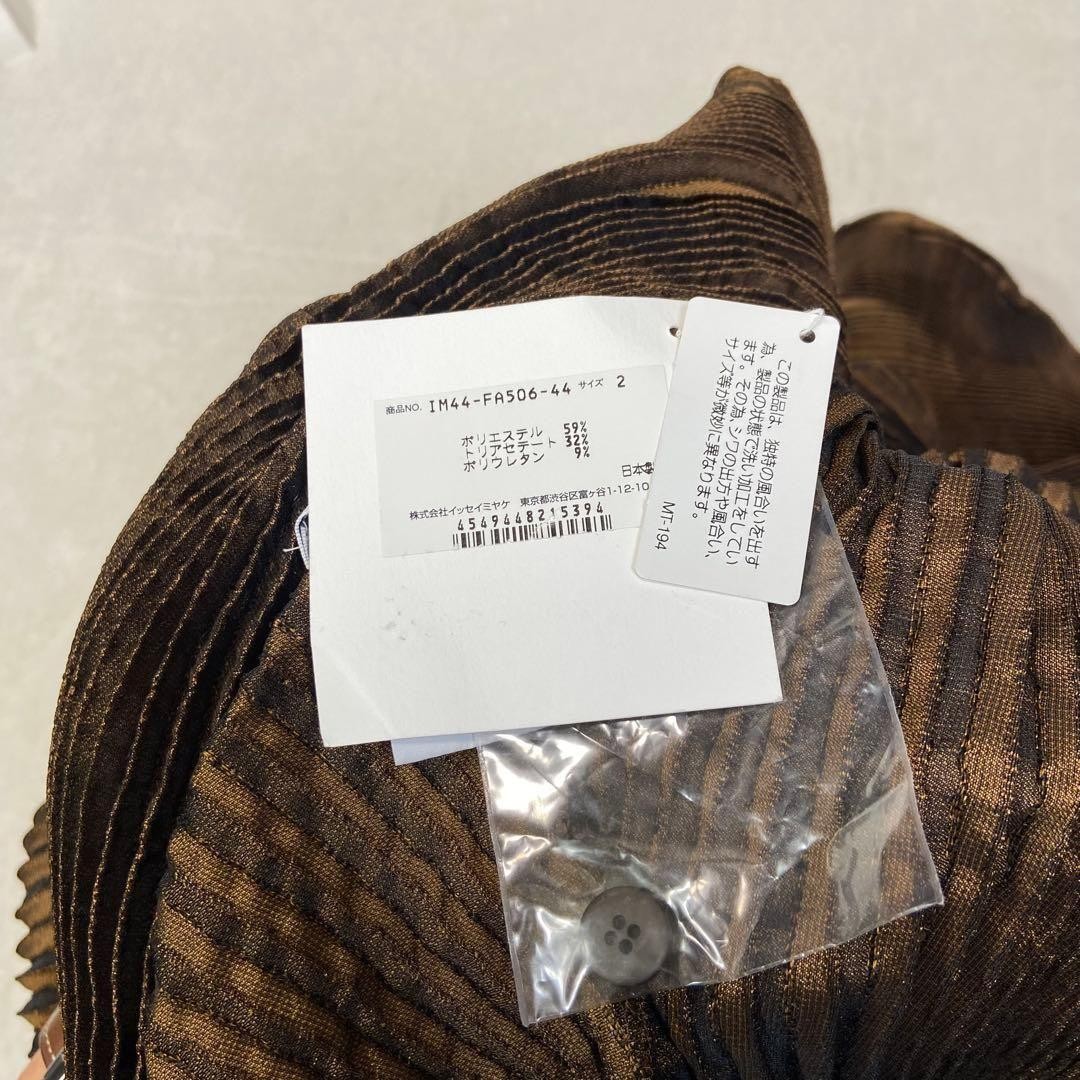 商品NO. IM44-FA506-44 サイズ 2
ポリエステル 59%
トリアセテート 32%
ポリウレタン 9%
日本製
株式会社イッセイミヤケ 東京都渋谷区富ヶ谷1-12-10
4549448215394
この製品は、独特の風合いを出す
為、製品の状態で洗い加工をしてい
ます。その為シワの出方や風合い、
サイズ等が微妙に異なります。
IMT-194